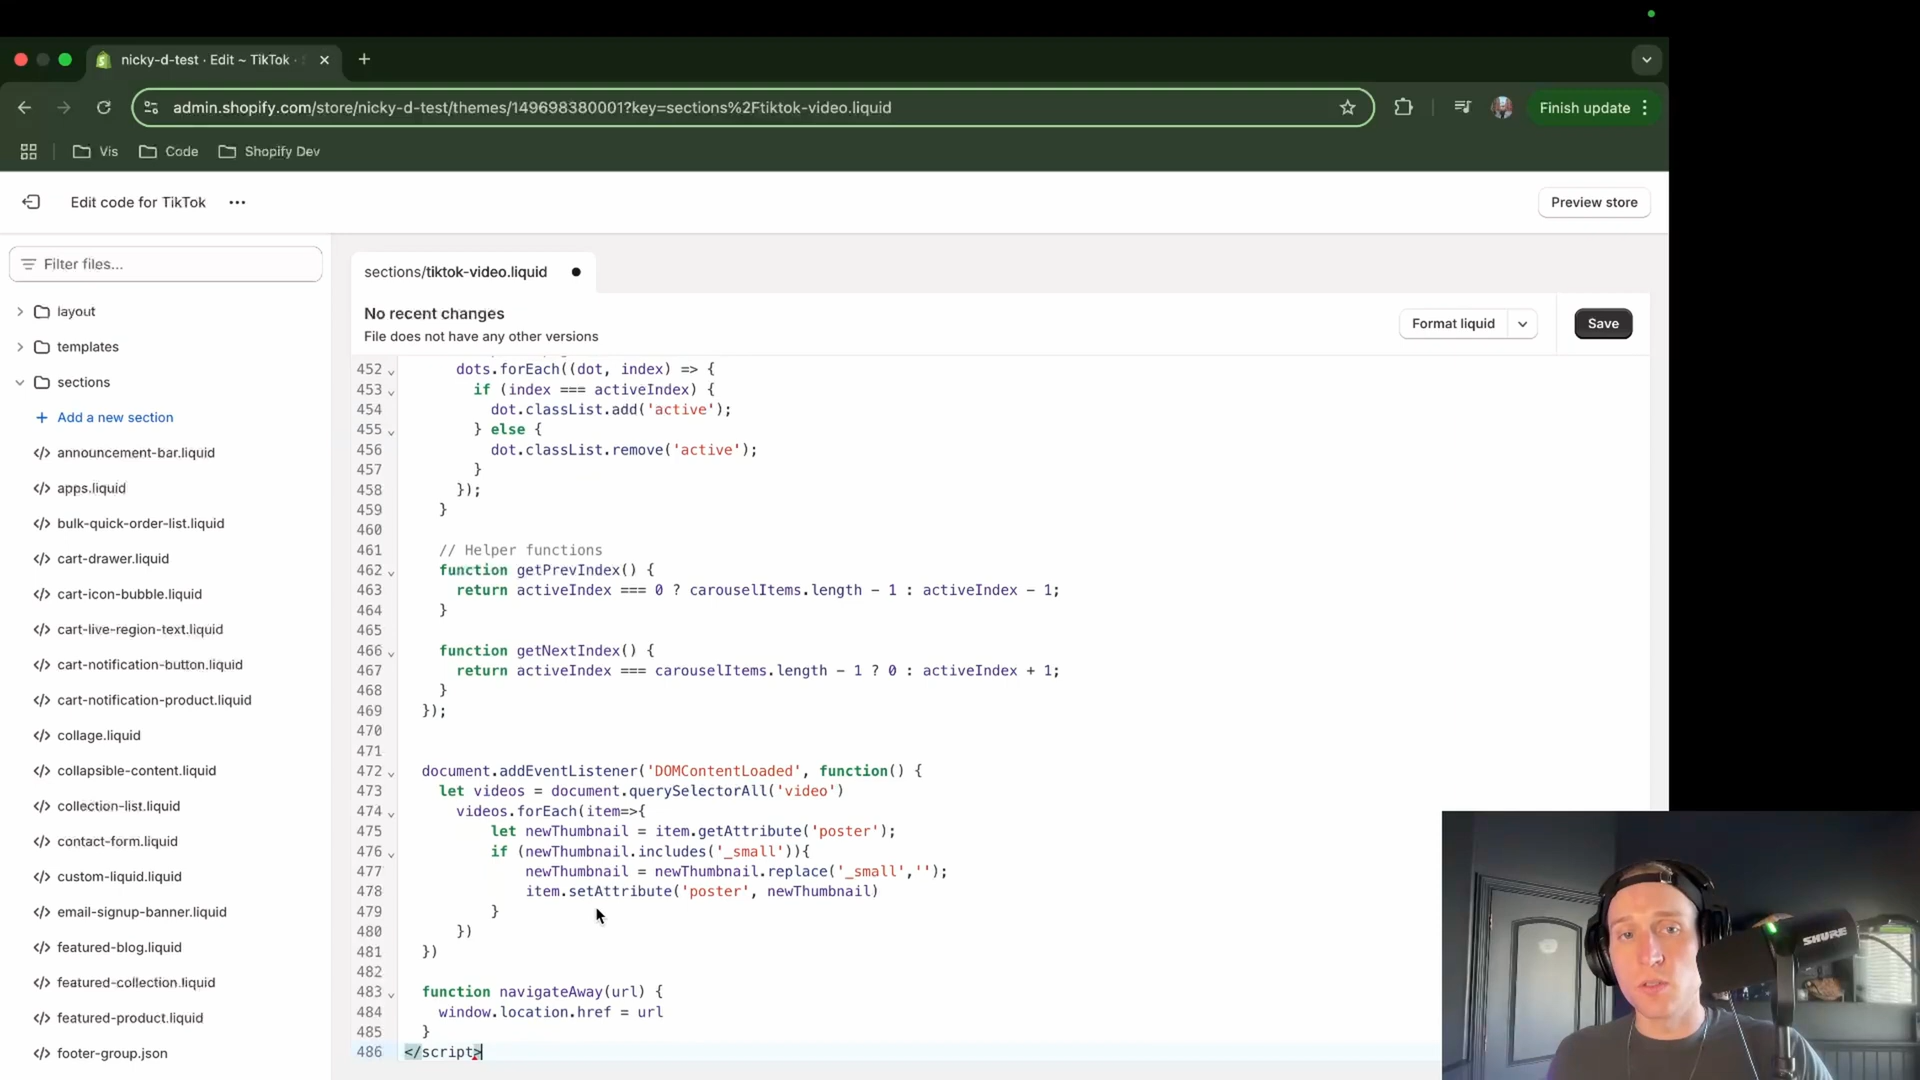 nicky-d-test · Edit ~ TikTok ·
admin.shopify.com/store/nicky-d-test/themes/149698380001?key=sections%2Ftiktok-video.liquid
Finish update
Vis
Code
Shopify Dev
Edit code for TikTok
Preview store
Filter files...
layout
templates
sections
Add a new section
announcement-bar.liquid
apps.liquid
bulk-quick-order-list.liquid
cart-drawer.liquid
cart-icon-bubble.liquid
cart-live-region-text.liquid
cart-notification-button.liquid
cart-notification-product.liquid
collage.liquid
collapsible-content.liquid
collection-list.liquid
contact-form.liquid
custom-liquid.liquid
email-signup-banner.liquid
featured-blog.liquid
featured-collection.liquid
featured-product.liquid
footer-group.json
sections/tiktok-video.liquid
No recent changes
File does not have any other versions
Format liquid
Save
452 dots.forEach((dot, index) => {
453 if (index === activeIndex) {
454 dot.classList.add('active');
455 } else {
456 dot.classList.remove('active');
457 }
458 });
459 }
460
461 // Helper functions
462 function getPrevIndex() {
463 return activeIndex === 0 ? carouselItems.length - 1 : activeIndex - 1;
464 }
465
466 function getNextIndex() {
467 return activeIndex === carouselItems.length - 1 ? 0 : activeIndex + 1;
468 }
469 });
470
471
472 document.addEventListener('DOMContentLoaded', function() {
473 let videos = document.querySelectorAll('video')
474 videos.forEach(item=>{
475 let newThumbnail = item.getAttribute('poster');
476 if (newThumbnail.includes('_small')){
477 newThumbnail = newThumbnail.replace('_small','');
478 item.setAttribute('poster', newThumbnail)
479 }
480 })
481 })
482
483 function navigateAway(url) {
484 window.location.href = url
485 }
486 </script>
SHURE